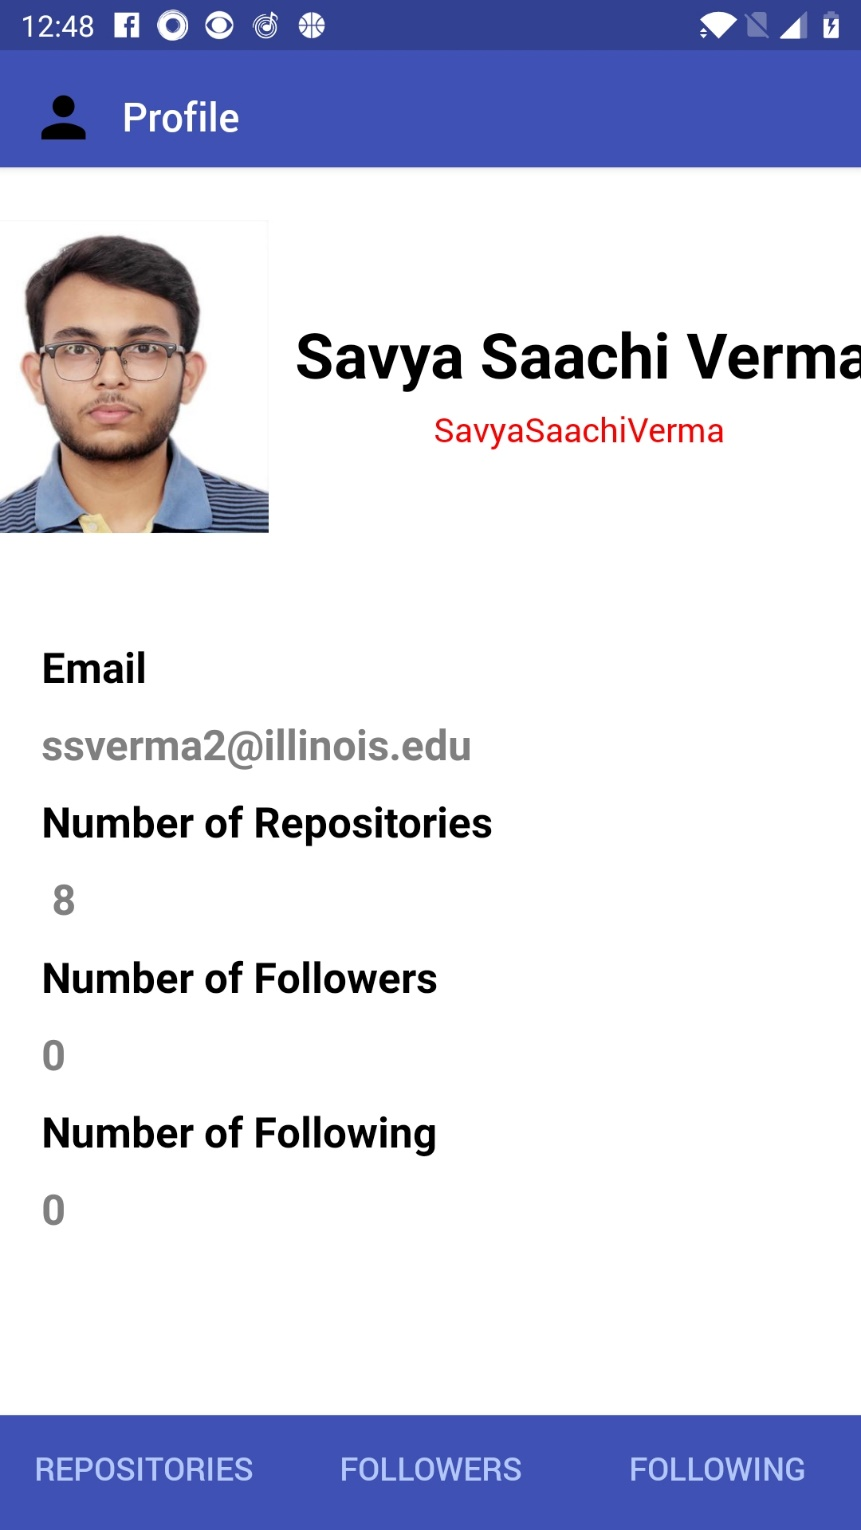 12:48
Profile
Savya Saachi Verma
SavyaSaachiVerma
Email
ssverma2@illinois.edu
Number of Repositories
8
Number of Followers
0
Number of Following
0
REPOSITORIES FOLLOWERS FOLLOWING